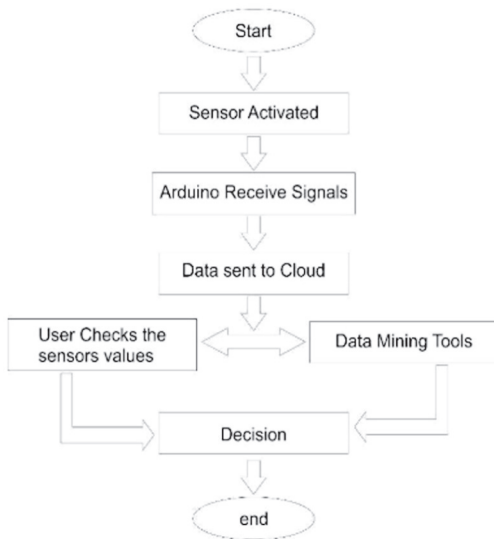 Start
Sensor Activated
Arduino Receive Signals
Data sent to Cloud
User Checks the
sensors values
Data Mining Tools
Decision
end